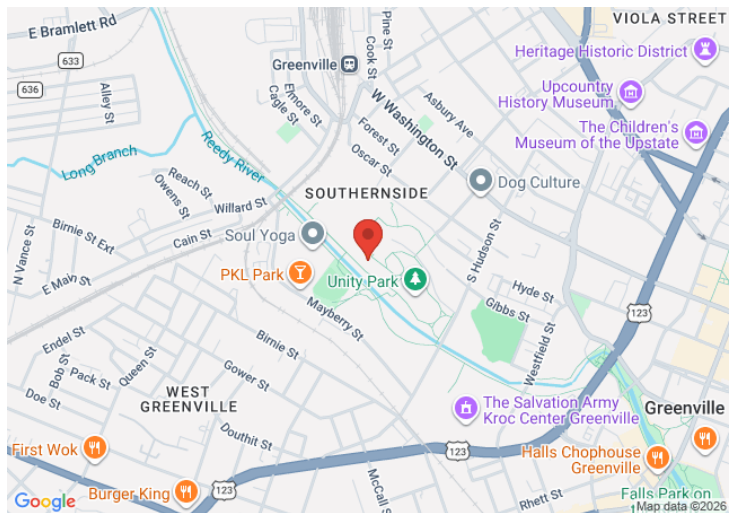 VIOLA STREET
E Bramlett Rd
Pine St
Cook St
Greenville
Heritage Historic District
633
636
Alley St
Elmore St
Cagle St
W Washington St
Asbury Ave
Upcountry
History Museum
The Children's
Museum of the Upstate
Forest St
Oscar St
Long Branch
Reedy River
Reach St
Owens St
Willard St
SOUTHERNSIDE
Dog Culture
N Vance St
Birnie St Ext
Cain St
Soul Yoga
S Hudson St
E Main St
PKL Park
Unity Park
Hyde St
Gibbs St
123
Mayberry St
Westfield St
Endel St
Bob St
Pack St
Queen St
Birnie St
Gower St
Doe St
WEST
GREENVILLE
The Salvation Army
Kroc Center Greenville
Greenville
Douthit St
First Wok
123
Halls Chophouse
Greenville
Burger King
123
McCall S
Rhett St
Falls Park on
Google
Map data ©2026